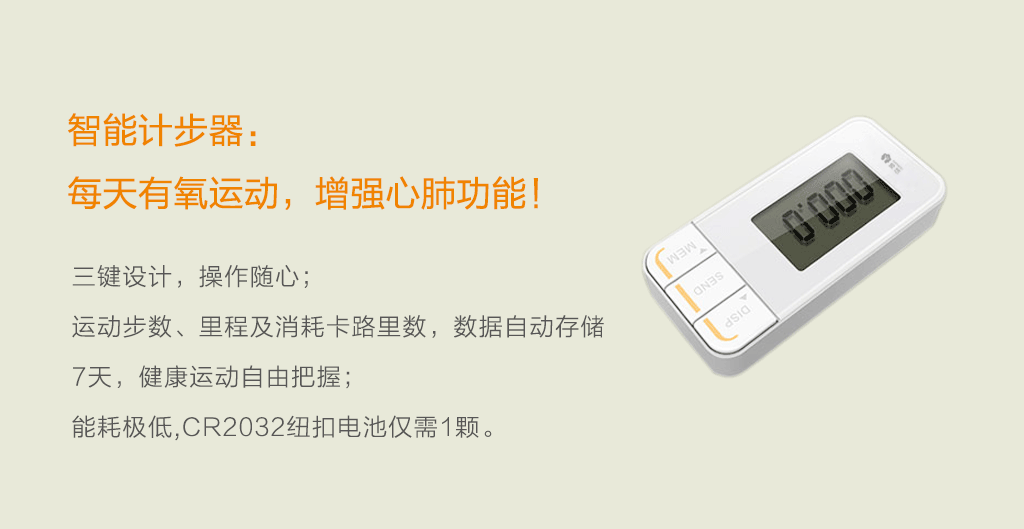 智能计步器：
每天有氧运动，增强心肺功能！
三键设计，操作随心；
运动步数、里程及消耗卡路里数，数据自动存储
7天，健康运动自由把握；
能耗极低,CR2032纽扣电池仅需1颗。
0:000
MEM
SEND
DISP